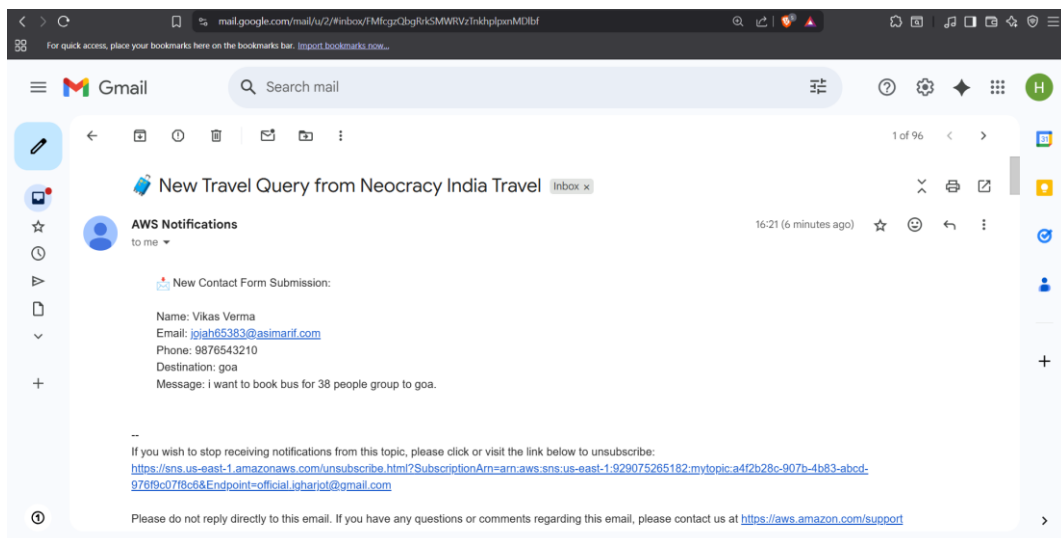 mail.google.com/mail/u/2/#inbox/FMfcgzQbgRrkSMWRVzTnkhplpxnMDlbf
For quick access, place your bookmarks here on the bookmarks bar. Import bookmarks now...
Gmail
Search mail
H
1 of 96
31
New Travel Query from Neocracy India Travel Inbox x
AWS Notifications 16:21 (6 minutes ago)
to me
New Contact Form Submission:
Name: Vikas Verma
Email: jojah65383@asimarif.com
Phone: 9876543210
Destination: goa
Message: i want to book bus for 38 people group to goa.
--
If you wish to stop receiving notifications from this topic, please click or visit the link below to unsubscribe:
https://sns.us-east-1.amazonaws.com/unsubscribe.html?SubscriptionArn=arn:aws:sns:us-east-1:929075265182:mytopic:a4f2b28c-907b-4b83-abcd-
976f9c07f8c6&Endpoint=official.igharjot@gmail.com
Please do not reply directly to this email. If you have any questions or comments regarding this email, please contact us at https://aws.amazon.com/support